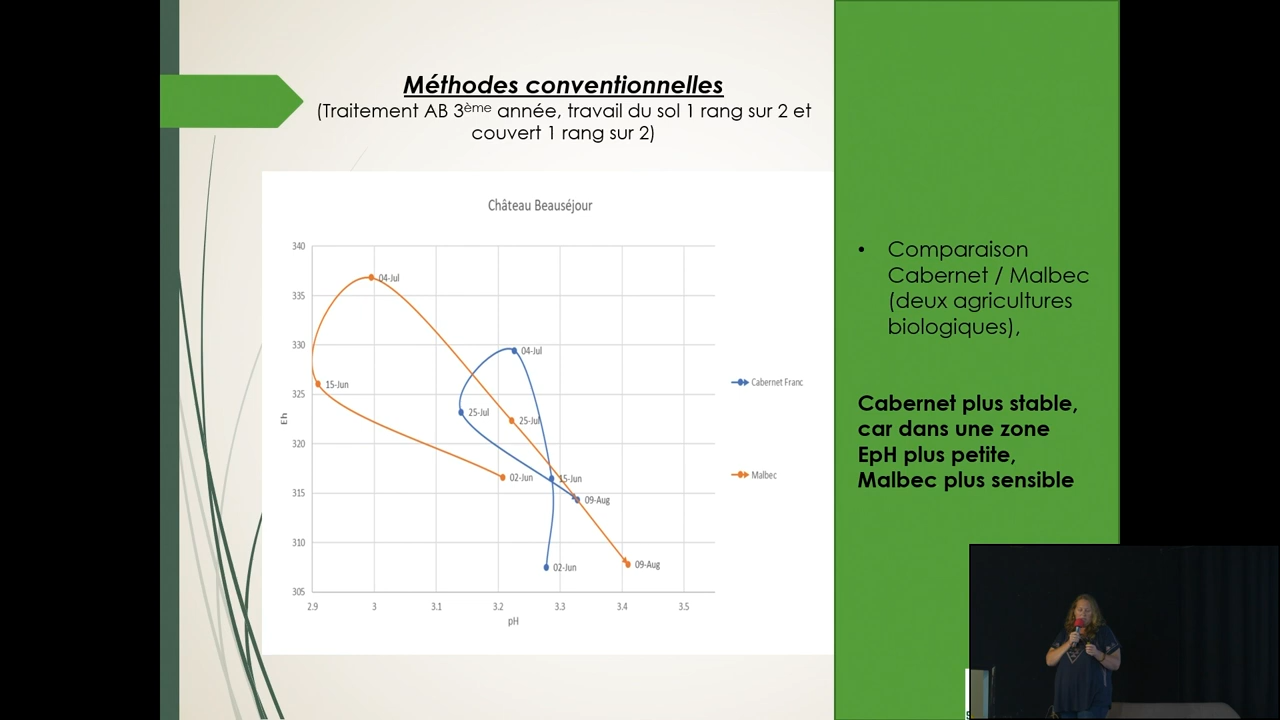 Méthodes conventionnelles
(Traitement AB 3ème année, travail du sol 1 rang sur 2 et
couvert 1 rang sur 2)
Château Beauséjour
340
335
330
325
320
315
310
305
Eh
2.9
3
3.1
3.2
3.3
3.4
3.5
pH
04-Jul
15-Jun
02-Jun
25-Jul
09-Aug
04-Jul
25-Jul
15-Jun
09-Aug
02-Jun
Cabernet Franc
Malbec
• Comparaison
Cabernet / Malbec
(deux agricultures
biologiques),
Cabernet plus stable,
car dans une zone
EpH plus petite,
Malbec plus sensible